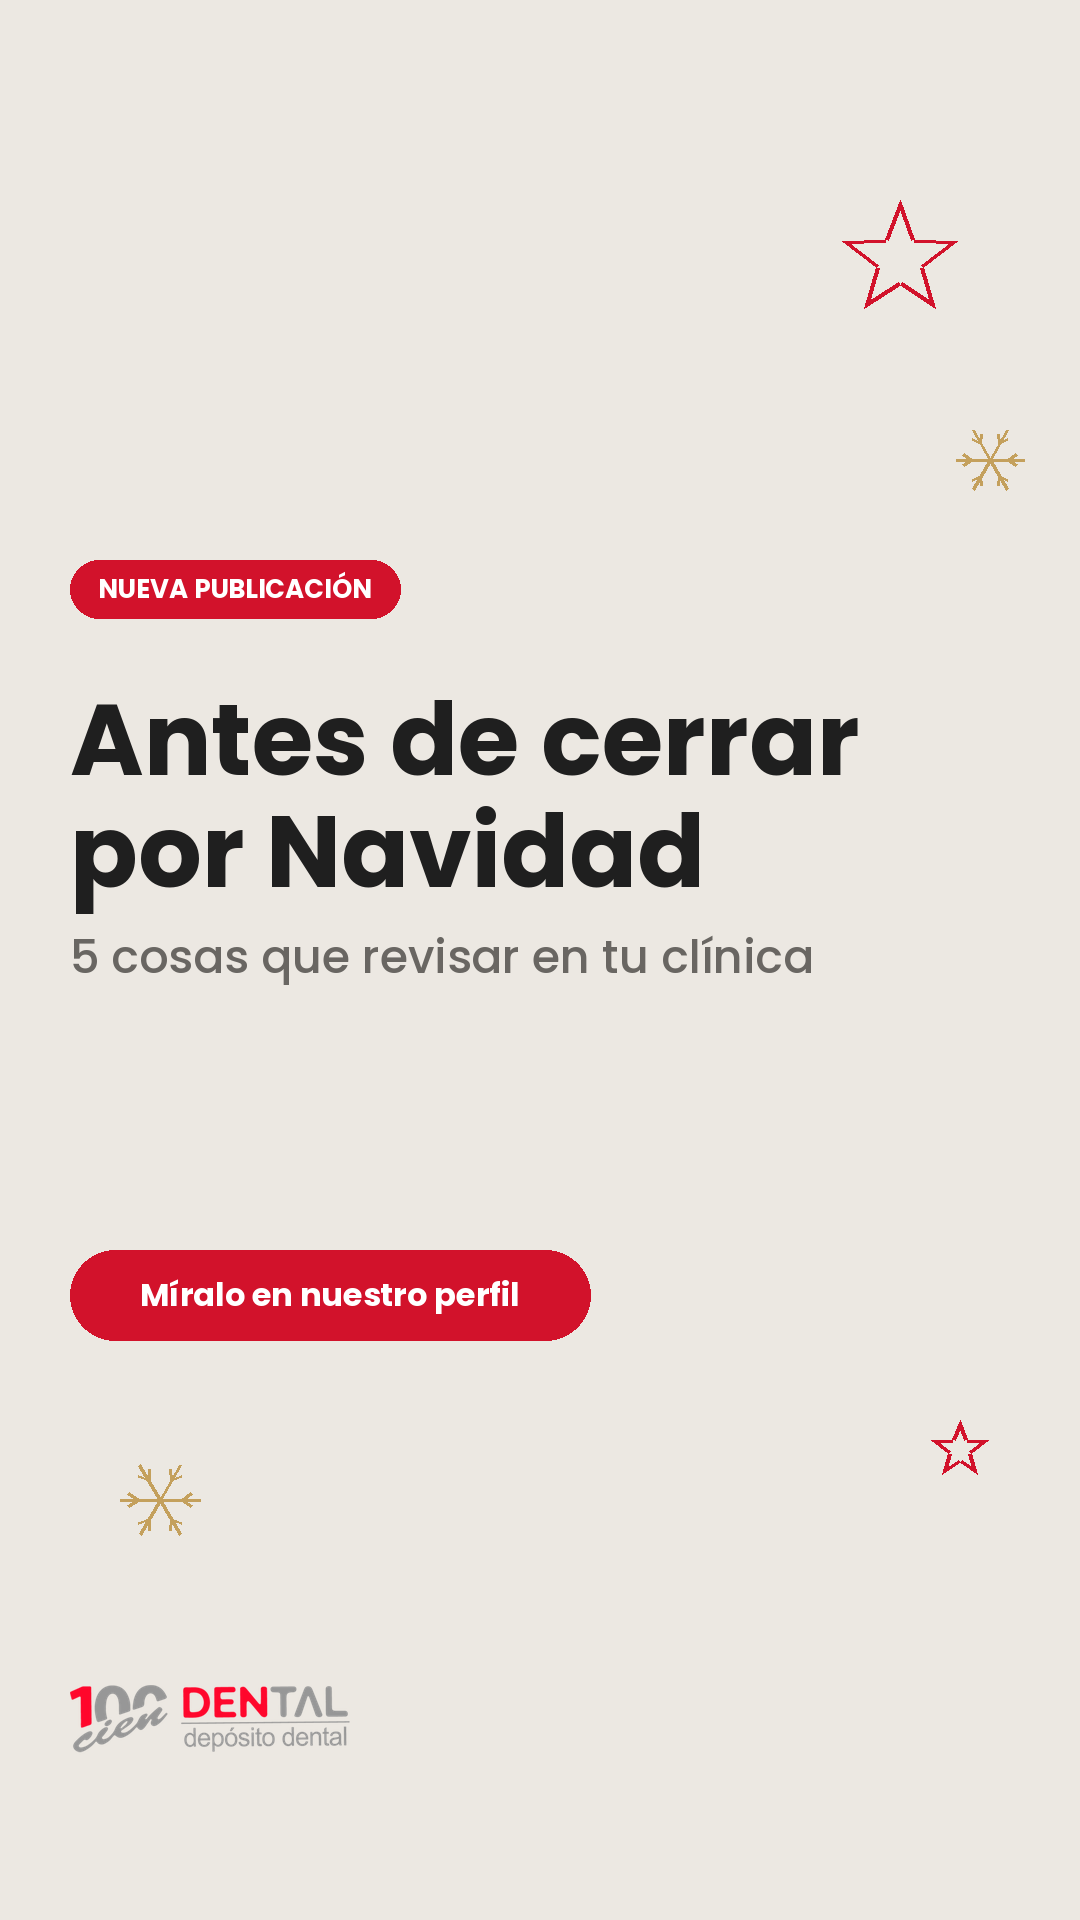 NUEVA PUBLICACIÓN
Antes de cerrar
por Navidad
5 cosas que revisar en tu clínica
Míralo en nuestro perfil
100 DENTAL
cien depósito dental